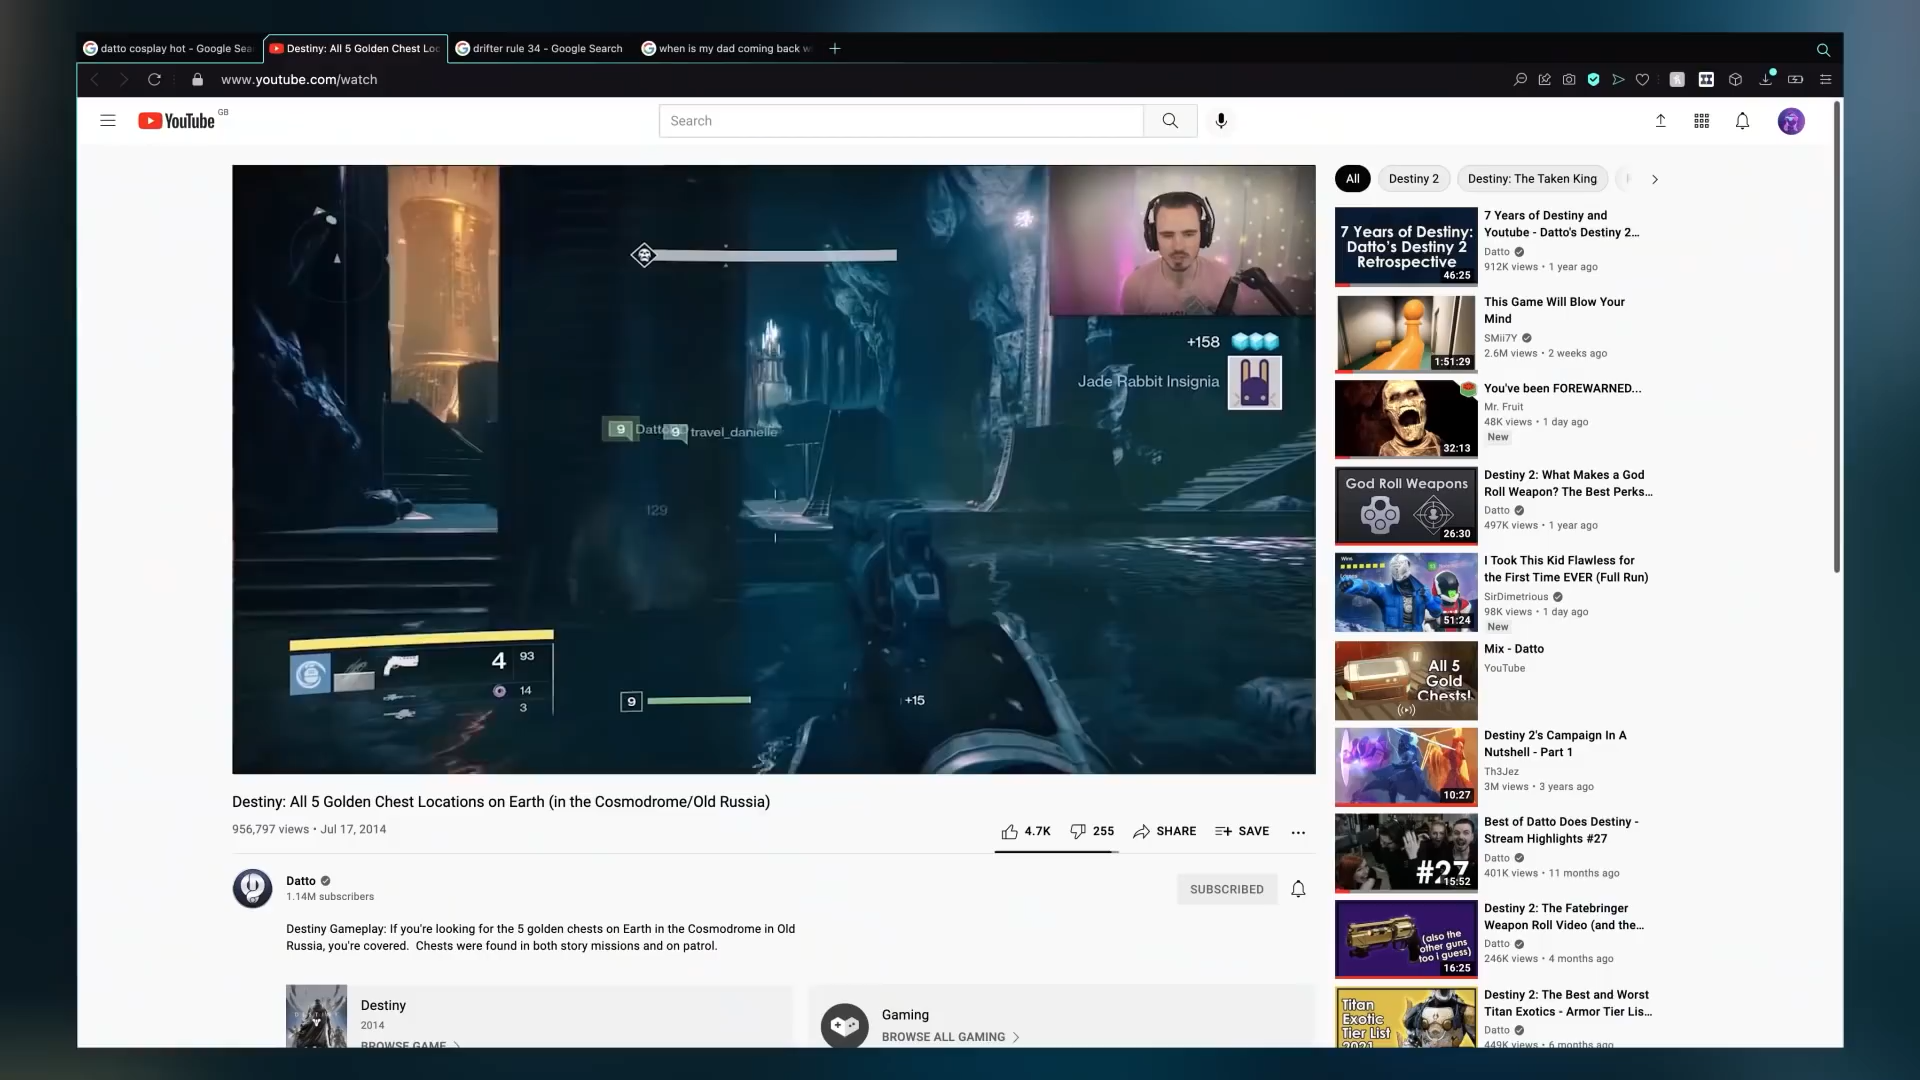 datto cosplay hot - Google Sea
Destiny: All 5 Golden Chest Loc
drifter rule 34 - Google Search
when is my dad coming back w
www.youtube.com/watch
YouTube GB
Search
All
Destiny 2
Destiny: The Taken King
+158
Jade Rabbit Insignia
9 Datto
9 travel_danielle
129
4
93
14
3
9
+15
Destiny: All 5 Golden Chest Locations on Earth (in the Cosmodrome/Old Russia)
956,797 views • Jul 17, 2014
4.7K
255
SHARE
SAVE
Datto
1.14M subscribers
SUBSCRIBED
Destiny Gameplay: If you're looking for the 5 golden chests on Earth in the Cosmodrome in Old
Russia, you're covered. Chests were found in both story missions and on patrol.
Destiny
2014
BROWSE GAME
Gaming
BROWSE ALL GAMING
7 Years of Destiny:
Datto's Destiny 2
Retrospective
46:25
7 Years of Destiny and
Youtube - Datto's Destiny 2...
Datto
912K views • 1 year ago
1:51:29
This Game Will Blow Your
Mind
SMii7Y
2.6M views • 2 weeks ago
32:13
You've been FOREWARNED...
Mr. Fruit
48K views • 1 day ago
New
God Roll Weapons
26:30
Destiny 2: What Makes a God
Roll Weapon? The Best Perks...
Datto
497K views • 1 year ago
51:24
I Took This Kid Flawless for
the First Time EVER (Full Run)
SirDimetrious
98K views • 1 day ago
New
All 5
Gold
Chests!
Mix - Datto
YouTube
10:27
Destiny 2's Campaign In A
Nutshell - Part 1
Th3Jez
3M views • 3 years ago
#27
15:52
Best of Datto Does Destiny -
Stream Highlights #27
Datto
401K views • 11 months ago
(also the
other guns
too i guess)
16:25
Destiny 2: The Fatebringer
Weapon Roll Video (and the...
Datto
246K views • 4 months ago
Titan
Exotic
Tier List
2021
Destiny 2: The Best and Worst
Titan Exotics - Armor Tier Lis...
Datto
449K views • 6 months ago